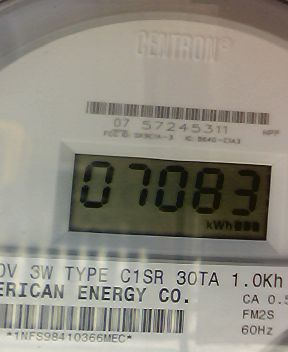 CENTRON®
07 57245311
HPP
07083
kWh
0V 3W TYPE C1SR 30TA 1.0Kh
ERICAN ENERGY CO.
CA 0.5
FM2S
60Hz
*1NFS98410366MEC*